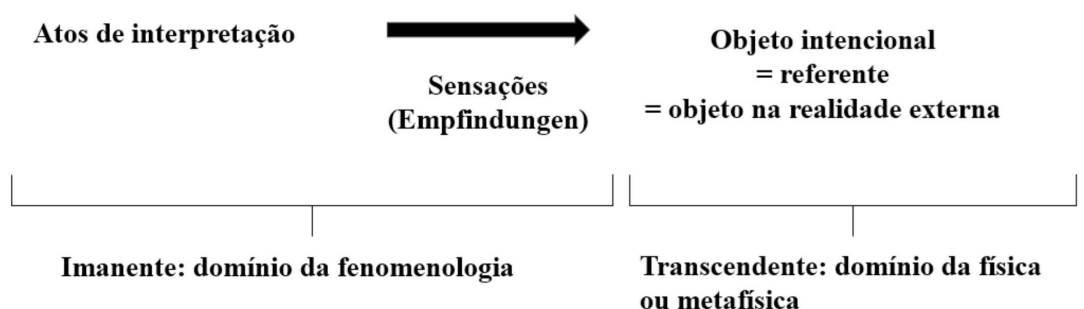 Atos de interpretação
Sensações
(Empfindungen)
Objeto intencional
= referente
= objeto na realidade externa
Imanente: domínio da fenomenologia
Transcendente: domínio da física
ou metafísica